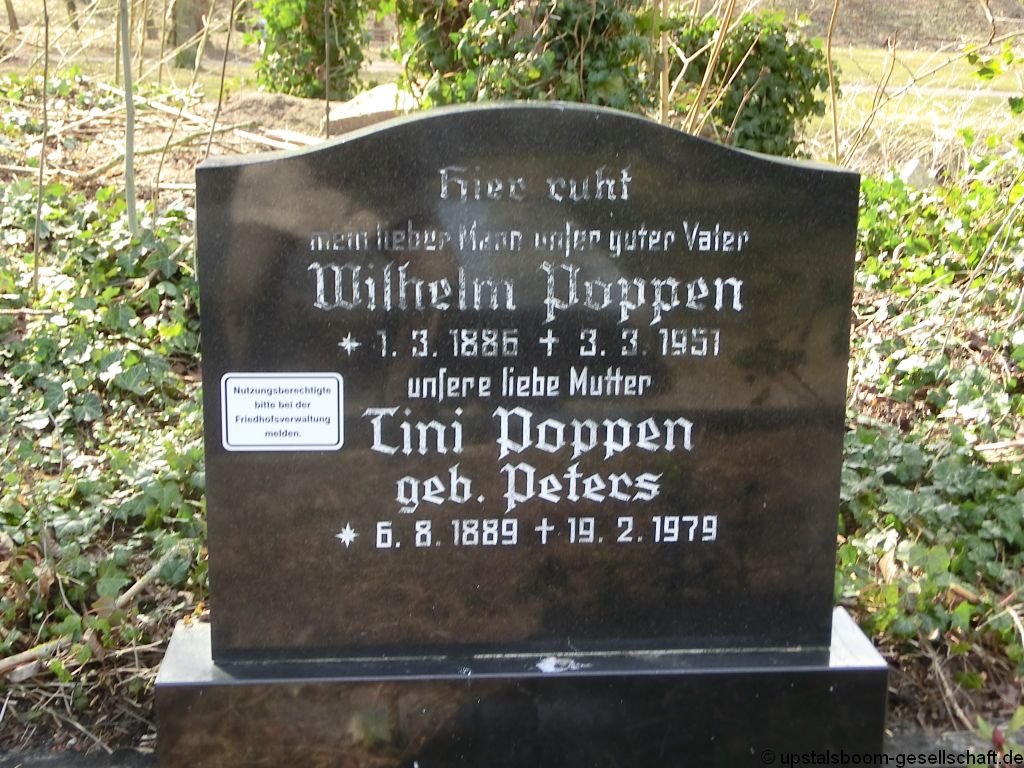 Hier ruht
mein lieber Mann unser guter Vater
Wilhelm Poppen
* 1. 3. 1886 + 3. 3. 1951
unsere liebe Mutter
Tini Poppen
geb. Peters
* 6. 8. 1889 + 19. 2. 1979
Nutzungsberechtigte
bitte bei der
Friedhofsverwaltung
melden.
© upstalsboom-gesellschaft.de